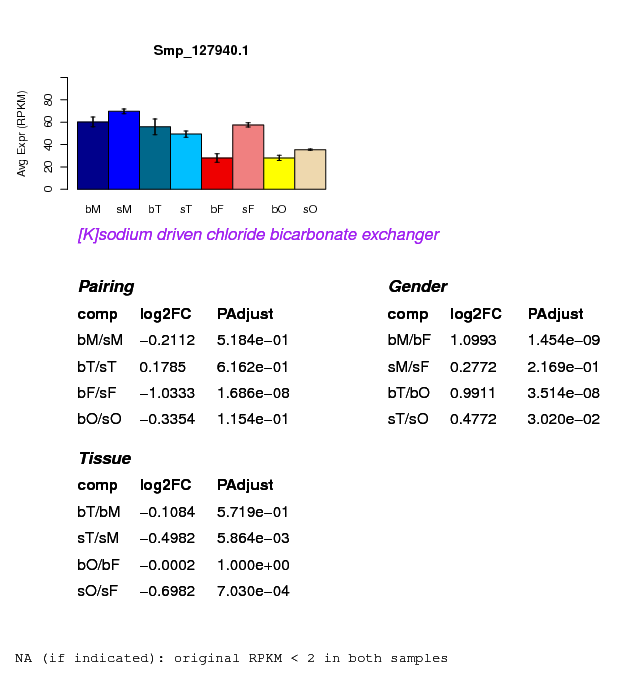 Smp_127940.1
Avg Expr (RPKM)
0 20 40 60 80
bM sM bT sT bF sF bO sO
[K]sodium driven chloride bicarbonate exchanger
Pairing
comp log2FC PAdjust
bM/sM −0.2112 5.184e−01
bT/sT 0.1785 6.162e−01
bF/sF −1.0333 1.686e−08
bO/sO −0.3354 1.154e−01
Gender
comp log2FC PAdjust
bM/bF 1.0993 1.454e−09
sM/sF 0.2772 2.169e−01
bT/bO 0.9911 3.514e−08
sT/sO 0.4772 3.020e−02
Tissue
comp log2FC PAdjust
bT/bM −0.1084 5.719e−01
sT/sM −0.4982 5.864e−03
bO/bF −0.0002 1.000e+00
sO/sF −0.6982 7.030e−04
NA (if indicated): original RPKM < 2 in both samples